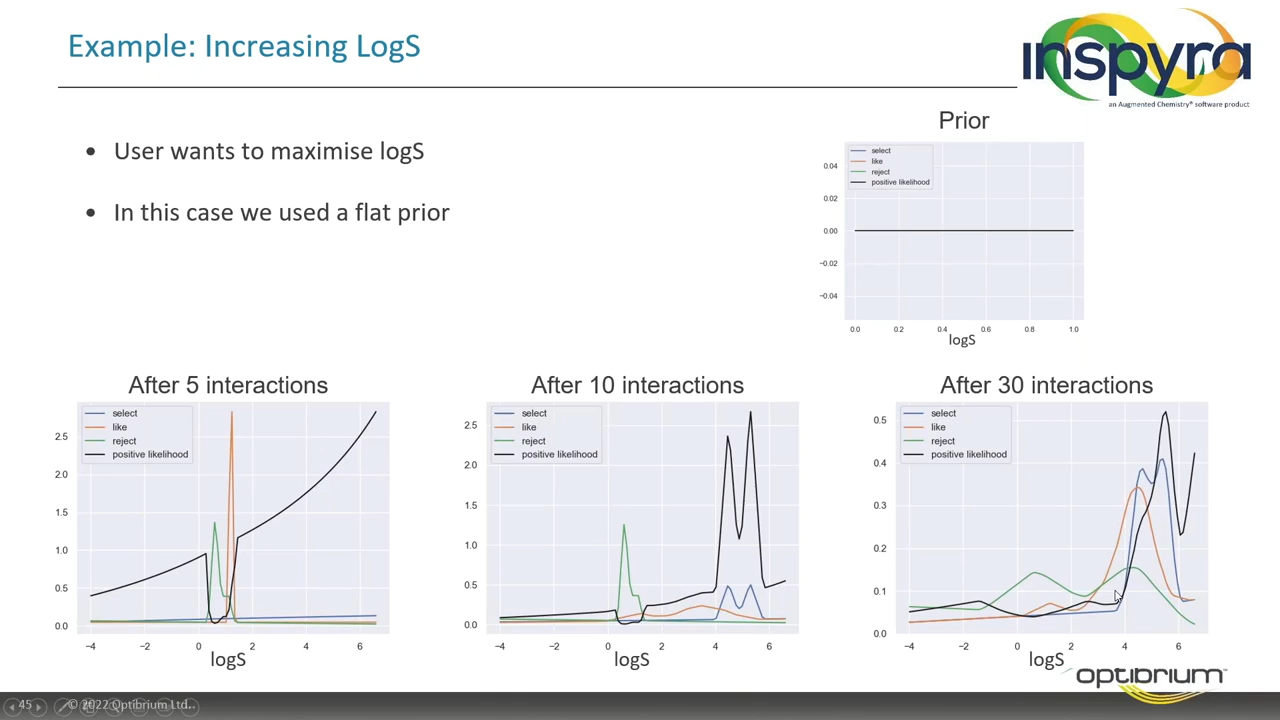 Example: Increasing LogS
inspyra
an Augmented Chemistry® software product
• User wants to maximise logS
• In this case we used a flat prior
Prior
select
like
reject
positive likelihood
0.04
0.02
0.00
−0.02
−0.04
0.0 0.2 0.4 0.6 0.8 1.0
logS
After 5 interactions
select
like
reject
positive likelihood
2.5
2.0
1.5
1.0
0.5
0.0
−4 −2 0 2 4 6
logS
After 10 interactions
select
like
reject
positive likelihood
2.5
2.0
1.5
1.0
0.5
0.0
−4 −2 0 2 4 6
logS
After 30 interactions
select
like
reject
positive likelihood
0.5
0.4
0.3
0.2
0.1
0.0
−4 −2 0 2 4 6
logS
optibrium™
45 © 2022 Optibrium Ltd.